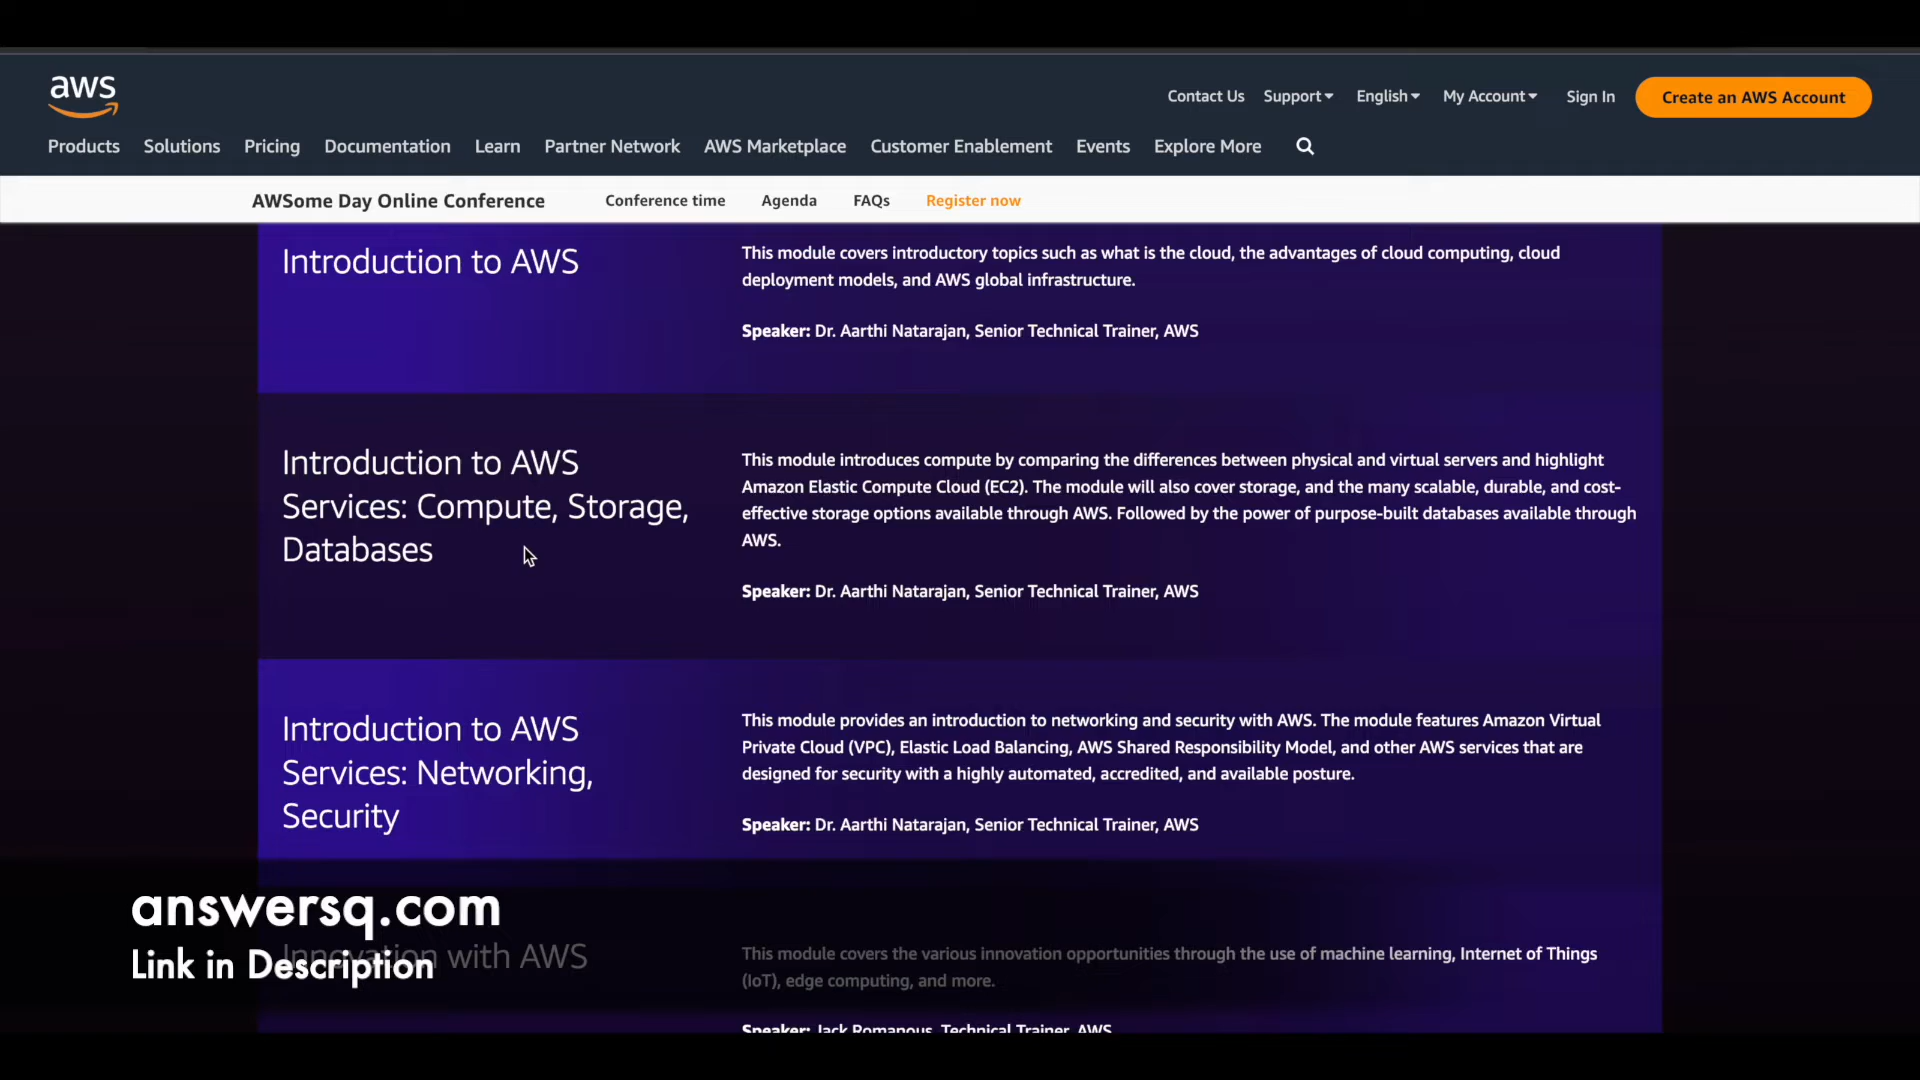 aws
Contact Us Support English My Account Sign In Create an AWS Account
Products Solutions Pricing Documentation Learn Partner Network AWS Marketplace Customer Enablement Events Explore More
AWSome Day Online Conference Conference time Agenda FAQs Register now
Introduction to AWS
This module covers introductory topics such as what is the cloud, the advantages of cloud computing, cloud
deployment models, and AWS global infrastructure.
Speaker: Dr. Aarthi Natarajan, Senior Technical Trainer, AWS
Introduction to AWS
Services: Compute, Storage,
Databases
This module introduces compute by comparing the differences between physical and virtual servers and highlight
Amazon Elastic Compute Cloud (EC2). The module will also cover storage, and the many scalable, durable, and cost-
effective storage options available through AWS. Followed by the power of purpose-built databases available through
AWS.
Speaker: Dr. Aarthi Natarajan, Senior Technical Trainer, AWS
Introduction to AWS
Services: Networking,
Security
This module provides an introduction to networking and security with AWS. The module features Amazon Virtual
Private Cloud (VPC), Elastic Load Balancing, AWS Shared Responsibility Model, and other AWS services that are
designed for security with a highly automated, accredited, and available posture.
Speaker: Dr. Aarthi Natarajan, Senior Technical Trainer, AWS
answersq.com
Link in Description
Innovation with AWS
This module covers the various innovation opportunities through the use of machine learning, Internet of Things
(IoT), edge computing, and more.
Speaker: Jack Romanous, Technical Trainer, AWS